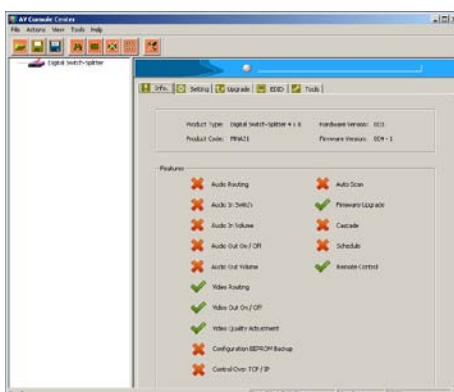 AV Console Center
File Actions View Tools Help
Digital Switch-Splitter
Info. Setting Upgrade EDID Tools
Product Type: Digital Switch-Splitter 4 x 8 Hardware Version:
Product Code: Firmware Version: 004 - 1
Features
Audio Routing Auto Scan
Audio In Switch Firmware Upgrade
Audio In Volume Cascade
Audio Out On / Off Schedule
Audio Out Volume Remote Control
Video Routing
Video Out On / Off
Video Quality Adjustment
Configuration EEPROM Backup
Control Over TCP / IP